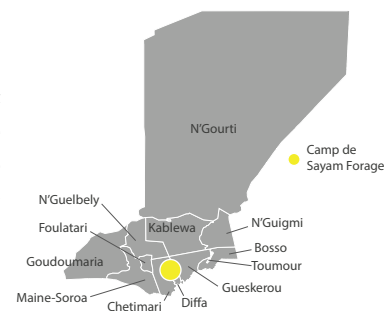 N'Gourti
Camp de
Sayam Forage
N'Guelbely
Foulatari
Kablewa
N'Guigmi
Goudoumaria
Bosso
Toumour
Gueskerou
Maine-Soroa
Diffa
Chetimari